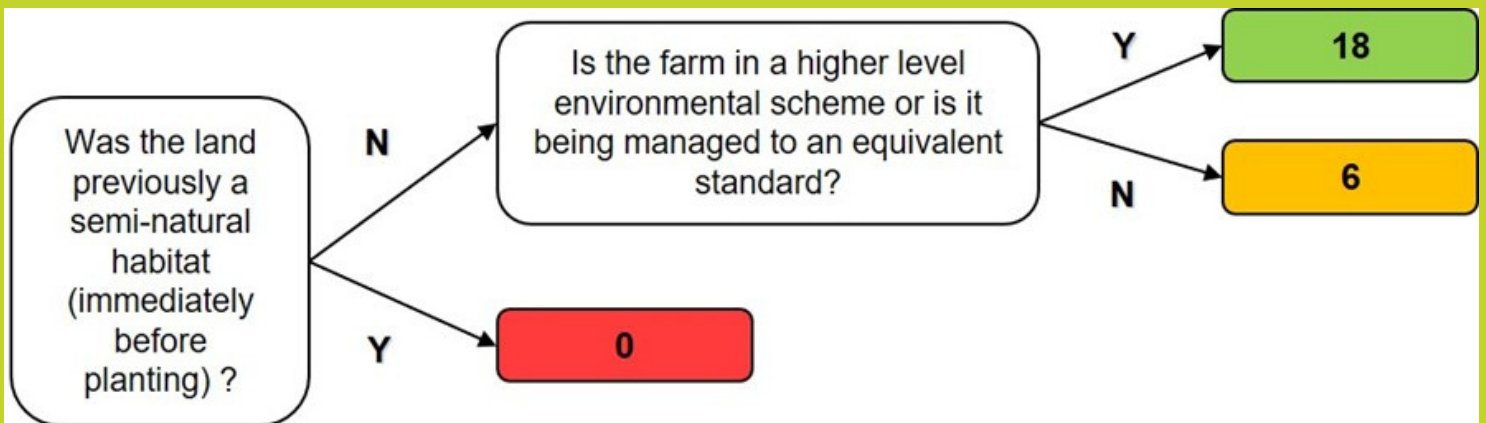 Was the land
previously a
semi-natural
habitat
(immediately
before
planting) ?
N
Y
Is the farm in a higher level
environmental scheme or is it
being managed to an equivalent
standard?
Y
N
18
6
0